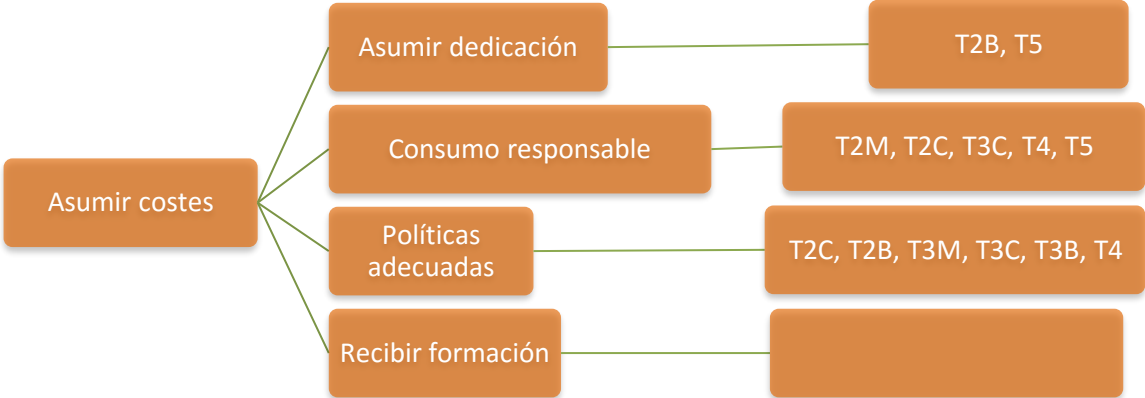 Asumir costes
Asumir dedicación
T2B, T5
Consumo responsable
T2M, T2C, T3C, T4, T5
Políticas
adecuadas
T2C, T2B, T3M, T3C, T3B, T4
Recibir formación